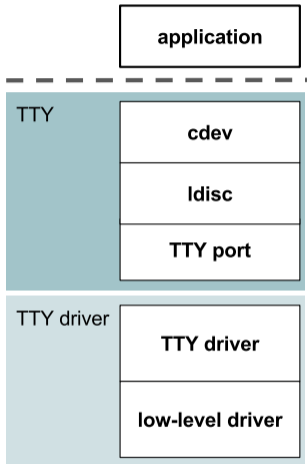 application
TTY
cdev
ldisc
TTY port
TTY driver
TTY driver
low-level driver